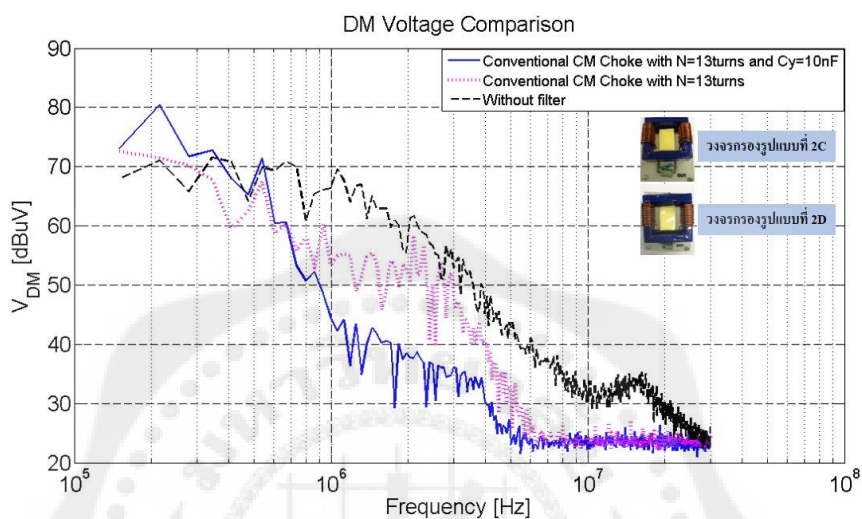 DM Voltage Comparison
Conventional CM Choke with N=13turns and Cy=10nF
Conventional CM Choke with N=13turns
Without filter
วงจรกรองรูปแบบที่ 2C
วงจรกรองรูปแบบที่ 2D
V_DM [dBuV]
90
80
70
60
50
40
30
20
10^5
10^6
10^7
10^8
Frequency [Hz]